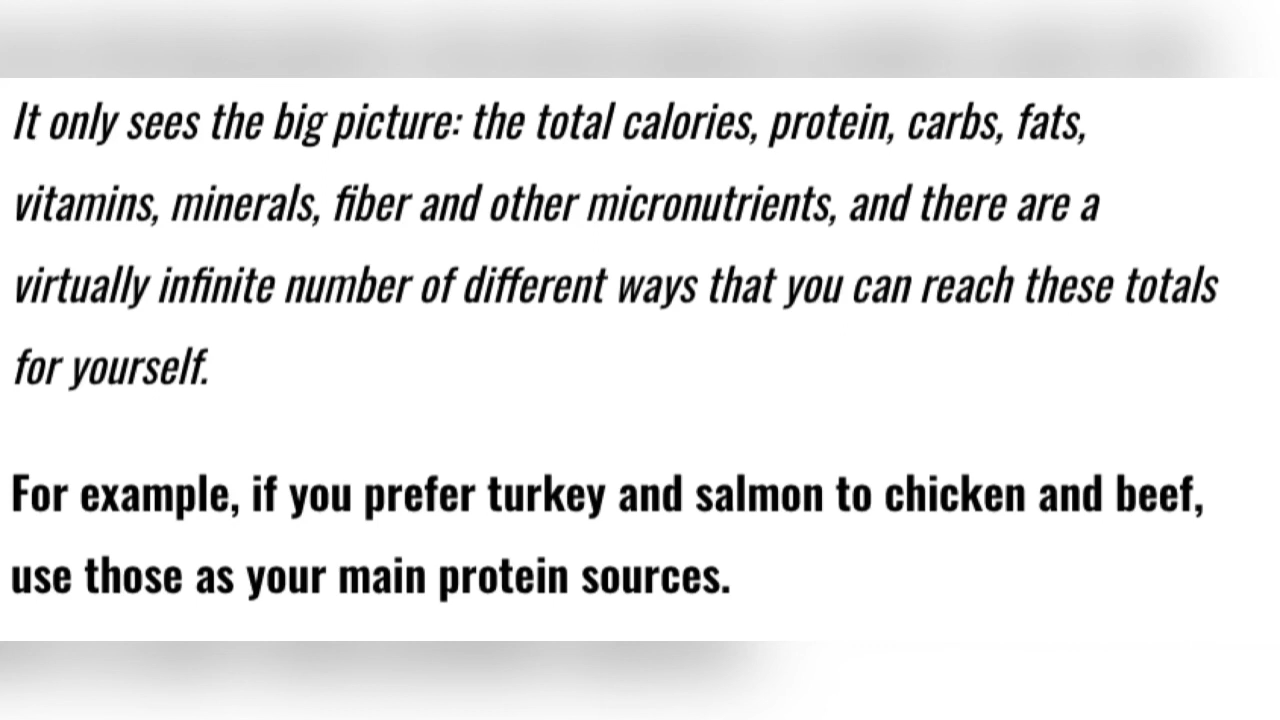 It only sees the big picture: the total calories, protein, carbs, fats,
vitamins, minerals, fiber and other micronutrients, and there are a
virtually infinite number of different ways that you can reach these totals
for yourself.
For example, if you prefer turkey and salmon to chicken and beef,
use those as your main protein sources.